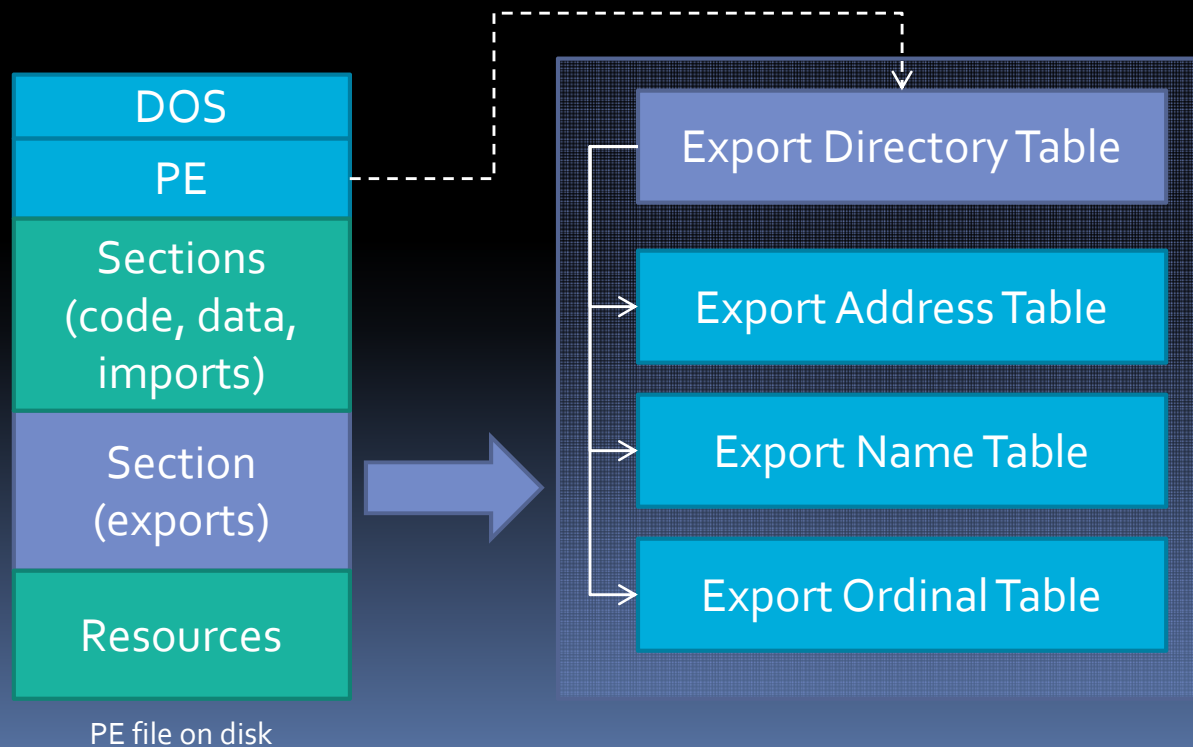 DOS
PE
Sections
(code, data,
imports)
Section
(exports)
Resources
PE file on disk
Export Directory Table
Export Address Table
Export Name Table
Export Ordinal Table